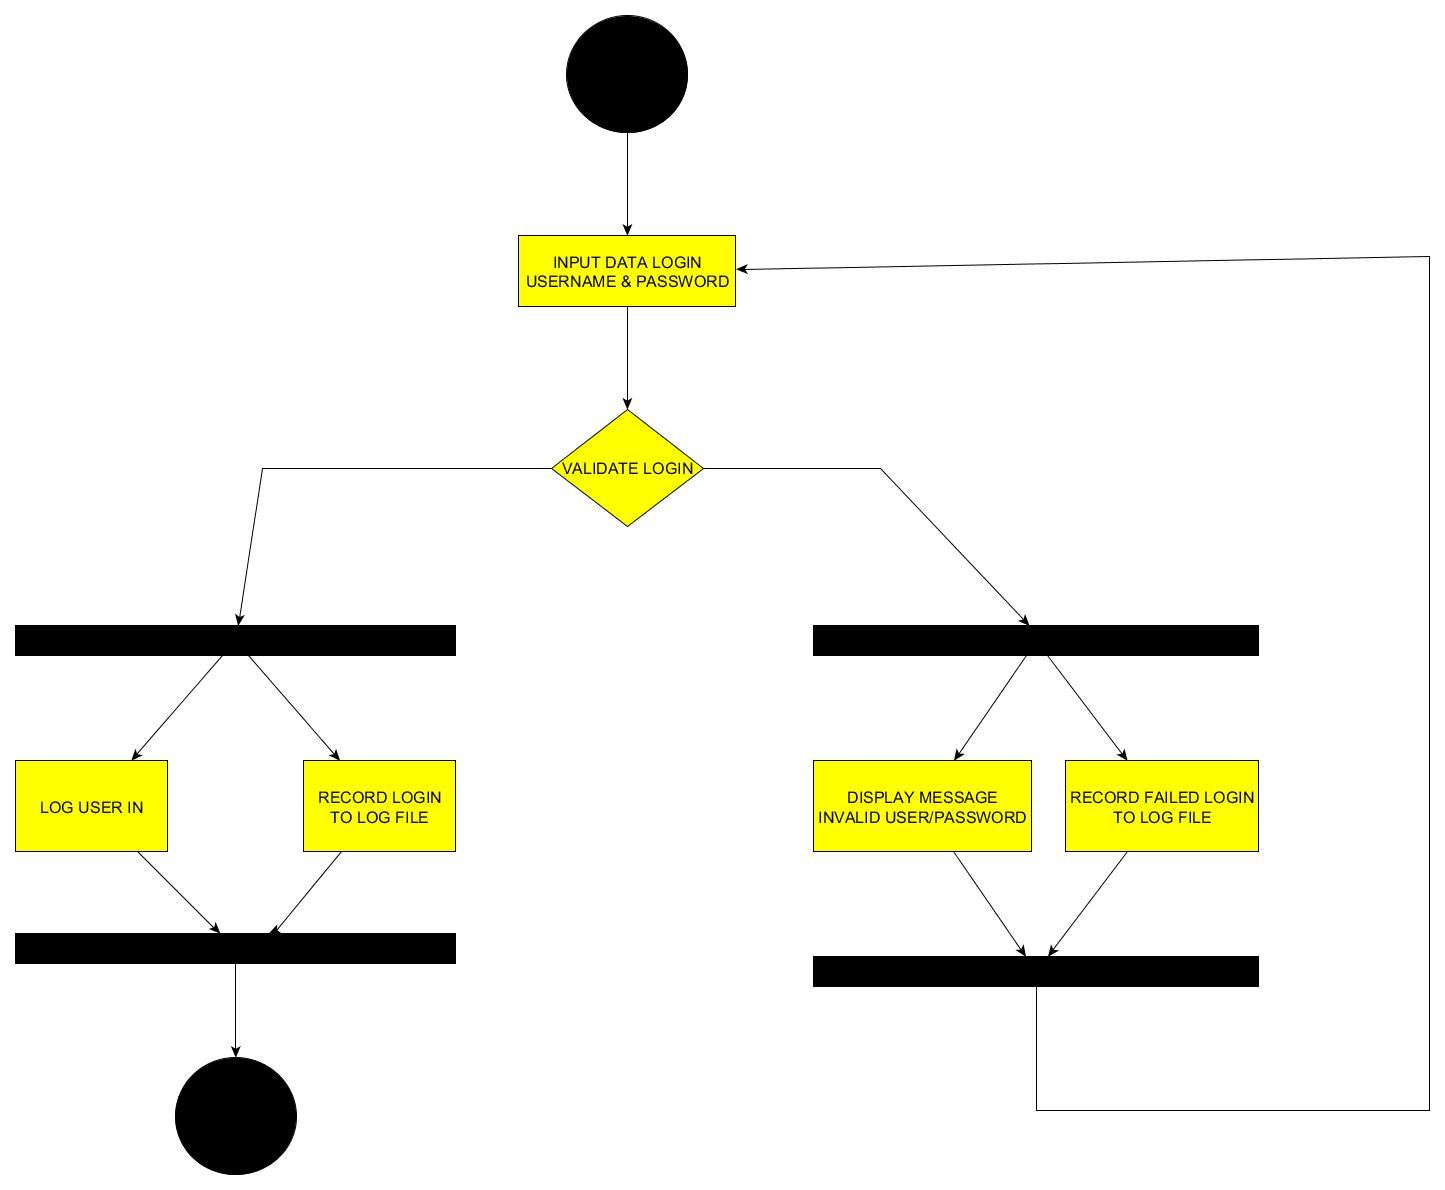 INPUT DATA LOGIN
USERNAME & PASSWORD
VALIDATE LOGIN
LOG USER IN
RECORD LOGIN
TO LOG FILE
DISPLAY MESSAGE
INVALID USER/PASSWORD
RECORD FAILED LOGIN
TO LOG FILE